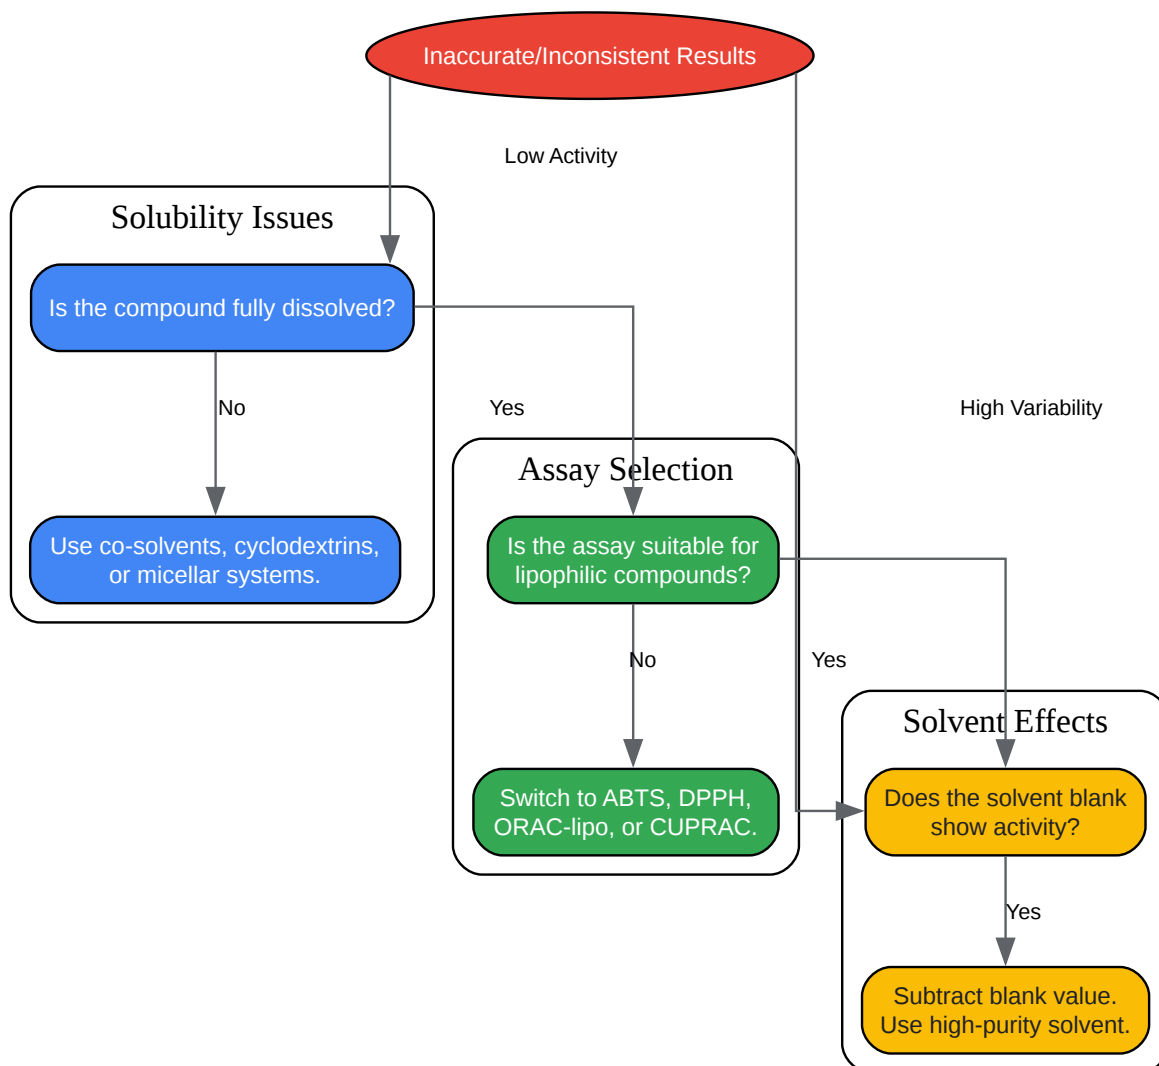 Inaccurate/Inconsistent Results
Low Activity
Solubility Issues
Is the compound fully dissolved?
No
Yes
High Variability
Use co-solvents, cyclodextrins,
or micellar systems.
Assay Selection
Is the assay suitable for
lipophilic compounds?
No
Yes
Switch to ABTS, DPPH,
ORAC-lipo, or CUPRAC.
Solvent Effects
Does the solvent blank
show activity?
Yes
Subtract blank value.
Use high-purity solvent.